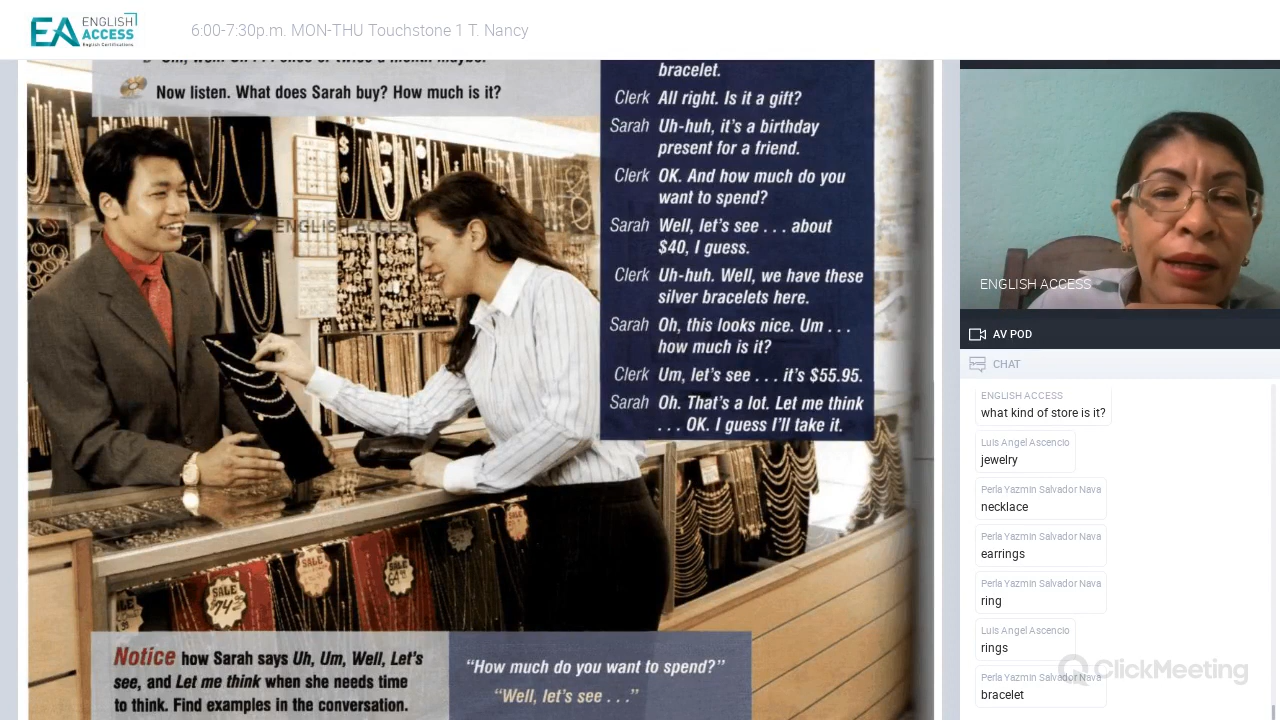 EA ENGLISH ACCESS
English Certifications
6:00-7:30p.m. MON-THU Touchstone 1 T. Nancy
Now listen. What does Sarah buy? How much is it?
bracelet.
Clerk All right. Is it a gift?
Sarah Uh-huh, it's a birthday
present for a friend.
Clerk OK. And how much do you
want to spend?
Sarah Well, let's see . . . about
$40, I guess.
Clerk Uh-huh. Well, we have these
silver bracelets here.
Sarah Oh, this looks nice. Um . . .
how much is it?
Clerk Um, let's see . . . it's $55.95.
Sarah Oh. That's a lot. Let me think
. . . OK. I guess I'll take it.
ENGLISH ACCESS
SALE
SALE
SALE
SALE
Notice how Sarah says Uh, Um, Well, Let's
see, and Let me think when she needs time
to think. Find examples in the conversation.
"How much do you want to spend?"
"Well, let's see . . ."
ENGLISH ACCESS
AV POD
CHAT
ENGLISH ACCESS
what kind of store is it?
Luis Angel Ascencio
jewelry
Perla Yazmin Salvador Nava
necklace
Perla Yazmin Salvador Nava
earrings
Perla Yazmin Salvador Nava
ring
Luis Angel Ascencio
rings
Perla Yazmin Salvador Nava
bracelet
ClickMeeting